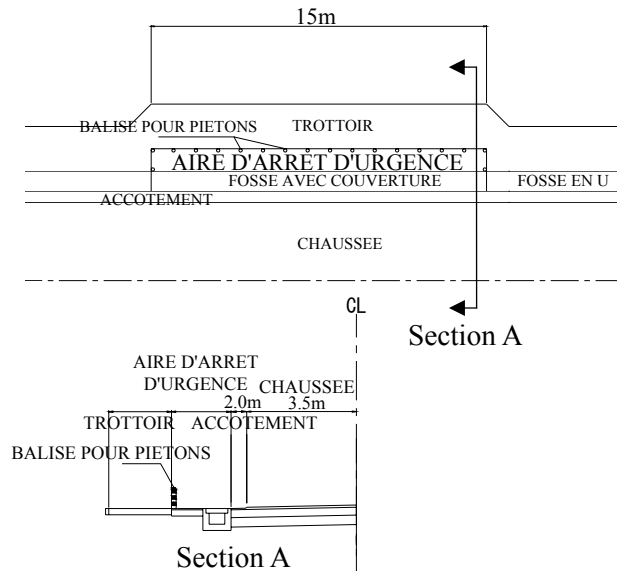 15m
BALISE POUR PIETONS
TROTTOIR
AIRE D'ARRET D'URGENCE
FOSSE AVEC COUVERTURE
FOSSE EN U
ACCOTEMENT
CHAUSSEE
CL
Section A
AIRE D'ARRET
D'URGENCE
CHAUSSEE
2.0m
3.5m
TROTTOIR
ACCOTEMENT
BALISE POUR PIETONS
Section A